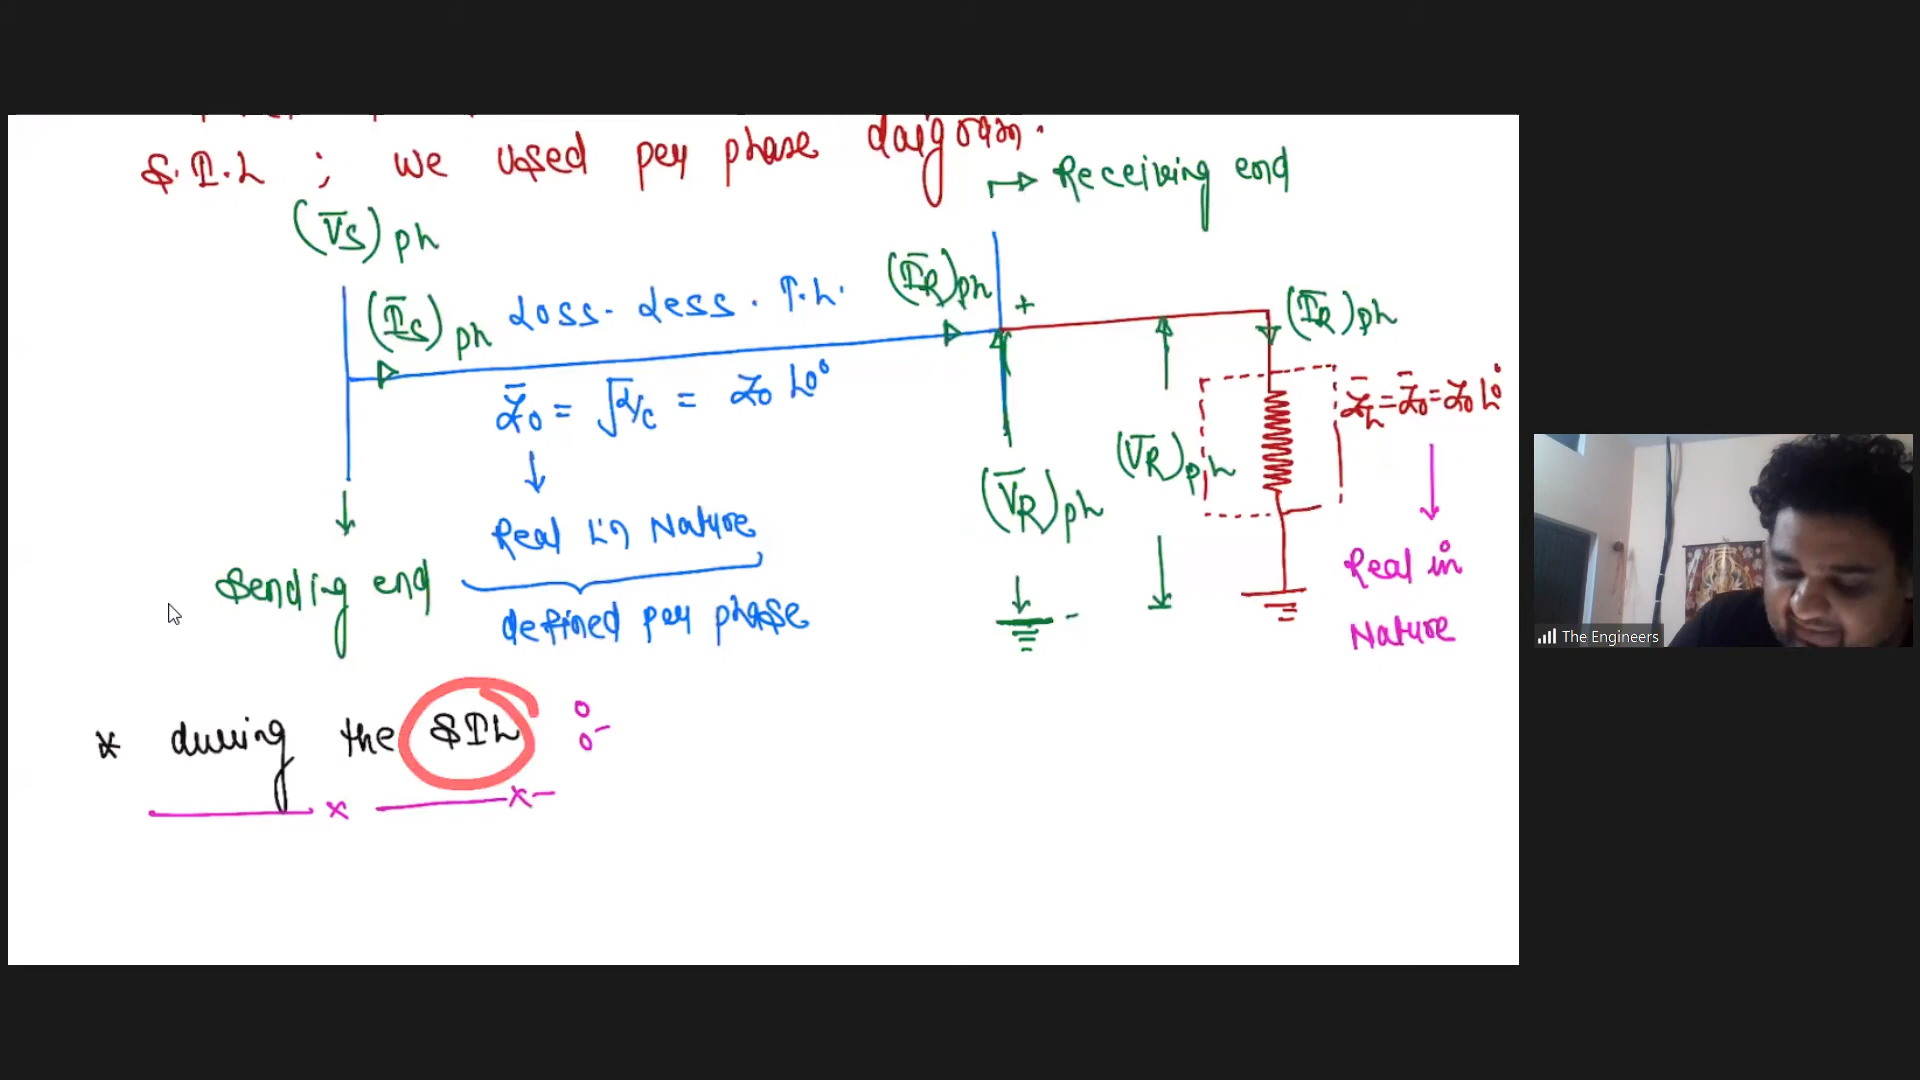 S.I.L ; we used per phase daigram.
→ Receiving end
(V̄s)ph
(Īs)ph Loss-Less . T.L. (ĪR)ph + (ĪR)ph
Z̄0 = √L/C = Z0 ∟0°
Z̄L = Z̄0 = Z0 ∟0°
(V̄R)ph (V̄R)ph
Real in Nature
Real in Nature
Sending end
defined per phase
-
* during the SIL :-
The Engineers